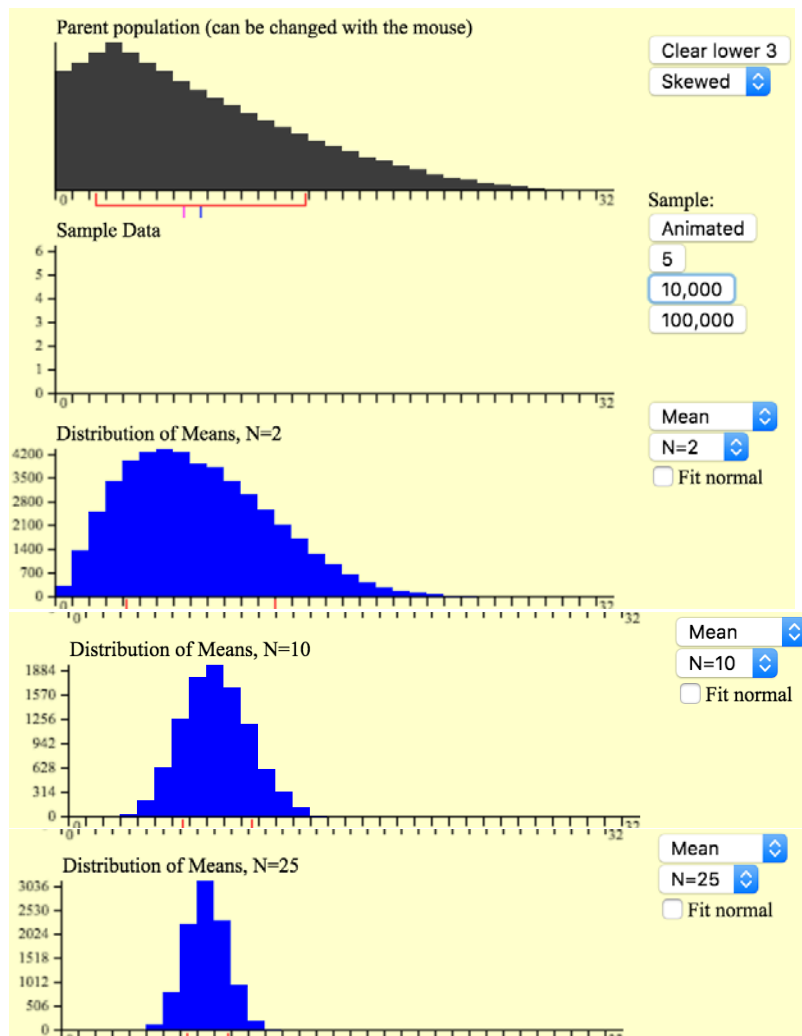 Parent population (can be changed with the mouse)
Clear lower 3
Skewed
0 32
Sample:
Animated
5
10,000
100,000
Sample Data
6
5
4
3
2
1
0
0 32
Mean
N=2
Fit normal
Distribution of Means, N=2
4200
3500
2800
2100
1400
700
0
0 32
Mean
N=10
Fit normal
Distribution of Means, N=10
1884
1570
1256
942
628
314
0
0 32
Mean
N=25
Fit normal
Distribution of Means, N=25
3036
2530
2024
1518
1012
506
0